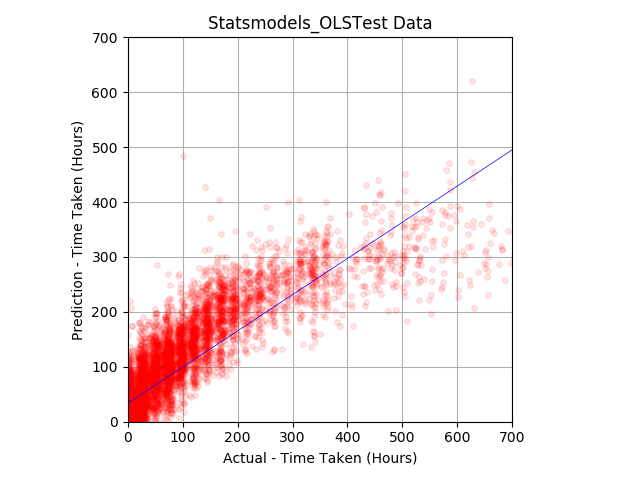 Statsmodels_OLSTest Data
Prediction - Time Taken (Hours)
700
600
500
400
300
200
100
0
0 100 200 300 400 500 600 700
Actual - Time Taken (Hours)